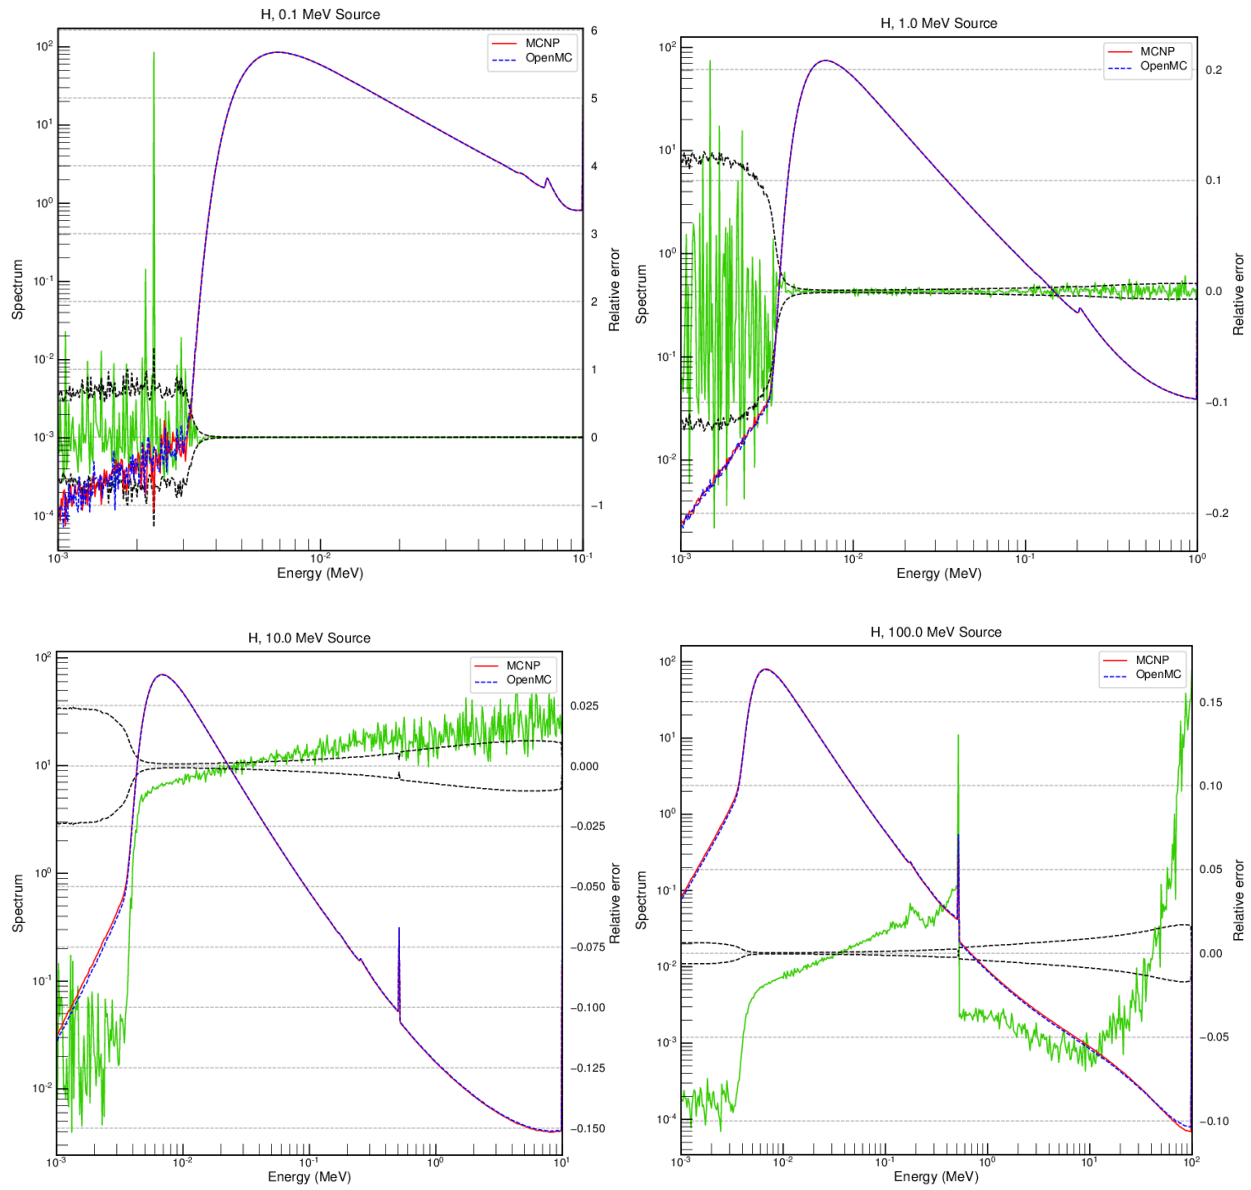 H, 0.1 MeV Source
MCNP
OpenMC
10²
10¹
10⁰
10⁻¹
10⁻²
10⁻³
10⁻⁴
Spectrum
6
5
4
3
2
1
0
−1
Relative error
10⁻³
10⁻²
10⁻¹
Energy (MeV)
H, 1.0 MeV Source
MCNP
OpenMC
10²
10¹
10⁰
10⁻¹
10⁻²
Spectrum
0.2
0.1
0.0
−0.1
−0.2
Relative error
10⁻³
10⁻²
10⁻¹
10⁰
Energy (MeV)
H, 10.0 MeV Source
MCNP
OpenMC
10²
10¹
10⁰
10⁻¹
10⁻²
Spectrum
0.025
0.000
−0.025
−0.050
−0.075
−0.100
−0.125
−0.150
Relative error
10⁻³
10⁻²
10⁻¹
10⁰
10¹
Energy (MeV)
H, 100.0 MeV Source
MCNP
OpenMC
10²
10¹
10⁰
10⁻¹
10⁻²
10⁻³
10⁻⁴
Spectrum
0.15
0.10
0.05
0.00
−0.05
−0.10
Relative error
10⁻³
10⁻²
10⁻¹
10⁰
10¹
10²
Energy (MeV)